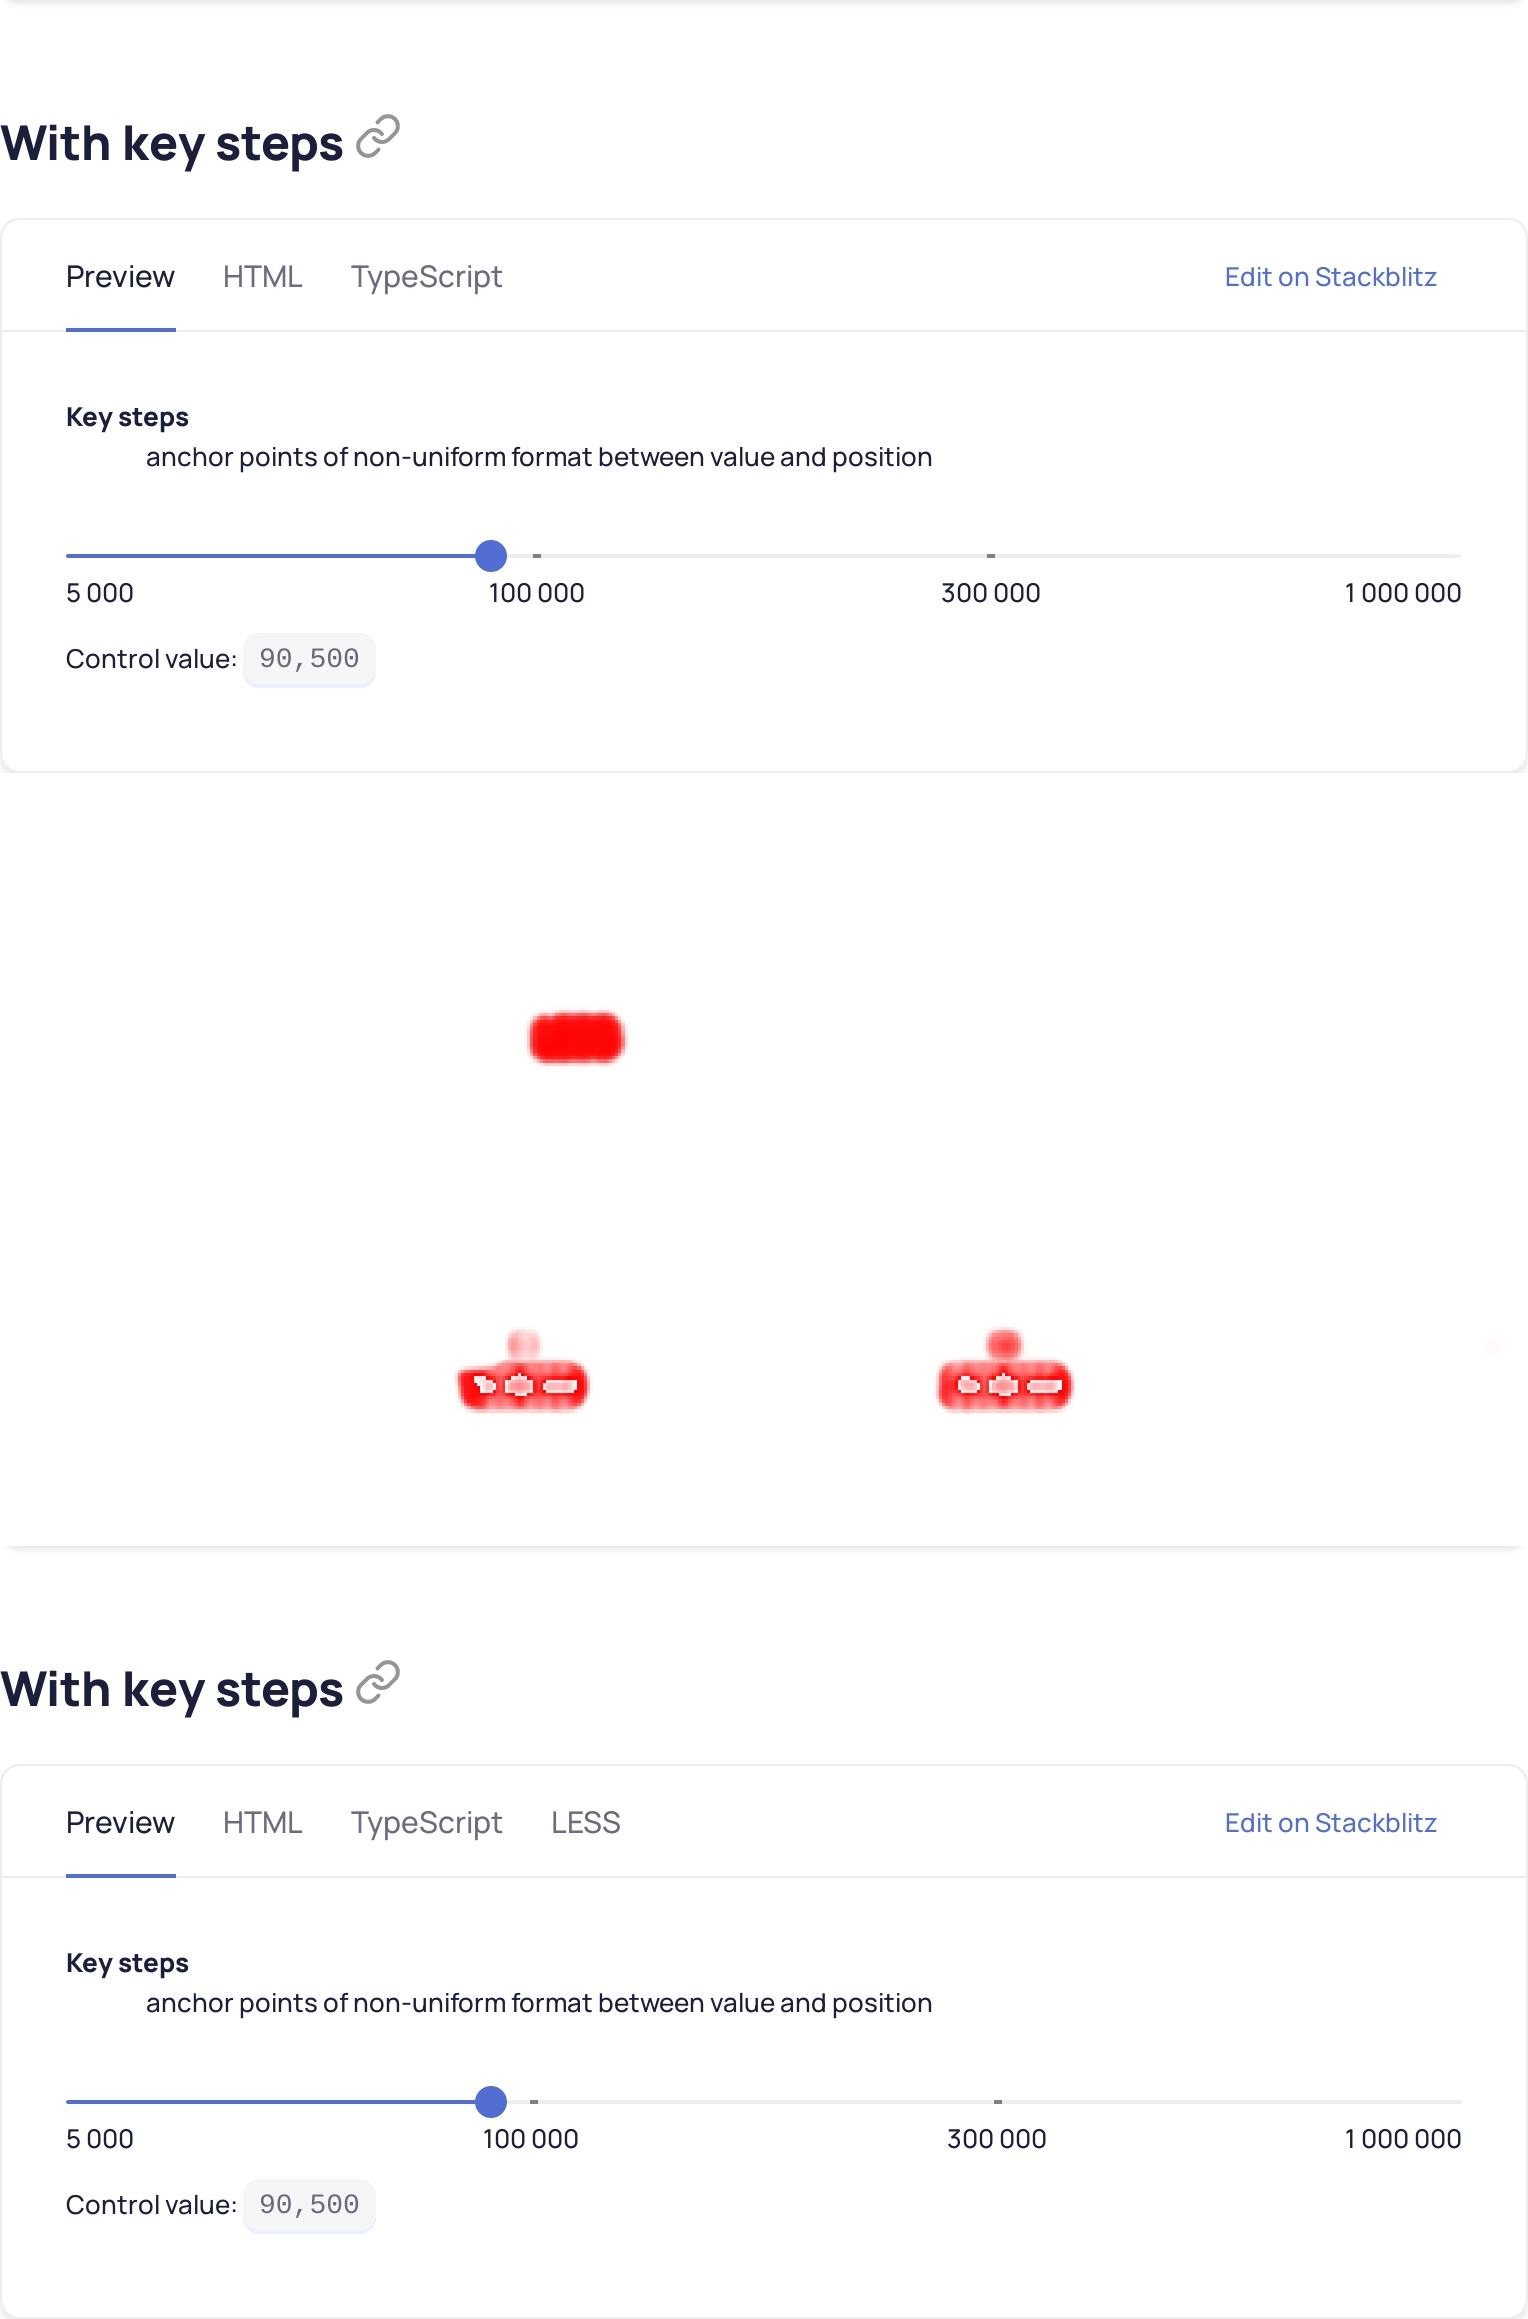 With key steps
Preview HTML TypeScript Edit on Stackblitz
Key steps
anchor points of non-uniform format between value and position
5 000 100 000 300 000 1 000 000
Control value: 90,500
With key steps
Preview HTML TypeScript LESS Edit on Stackblitz
Key steps
anchor points of non-uniform format between value and position
5 000 100 000 300 000 1 000 000
Control value: 90,500